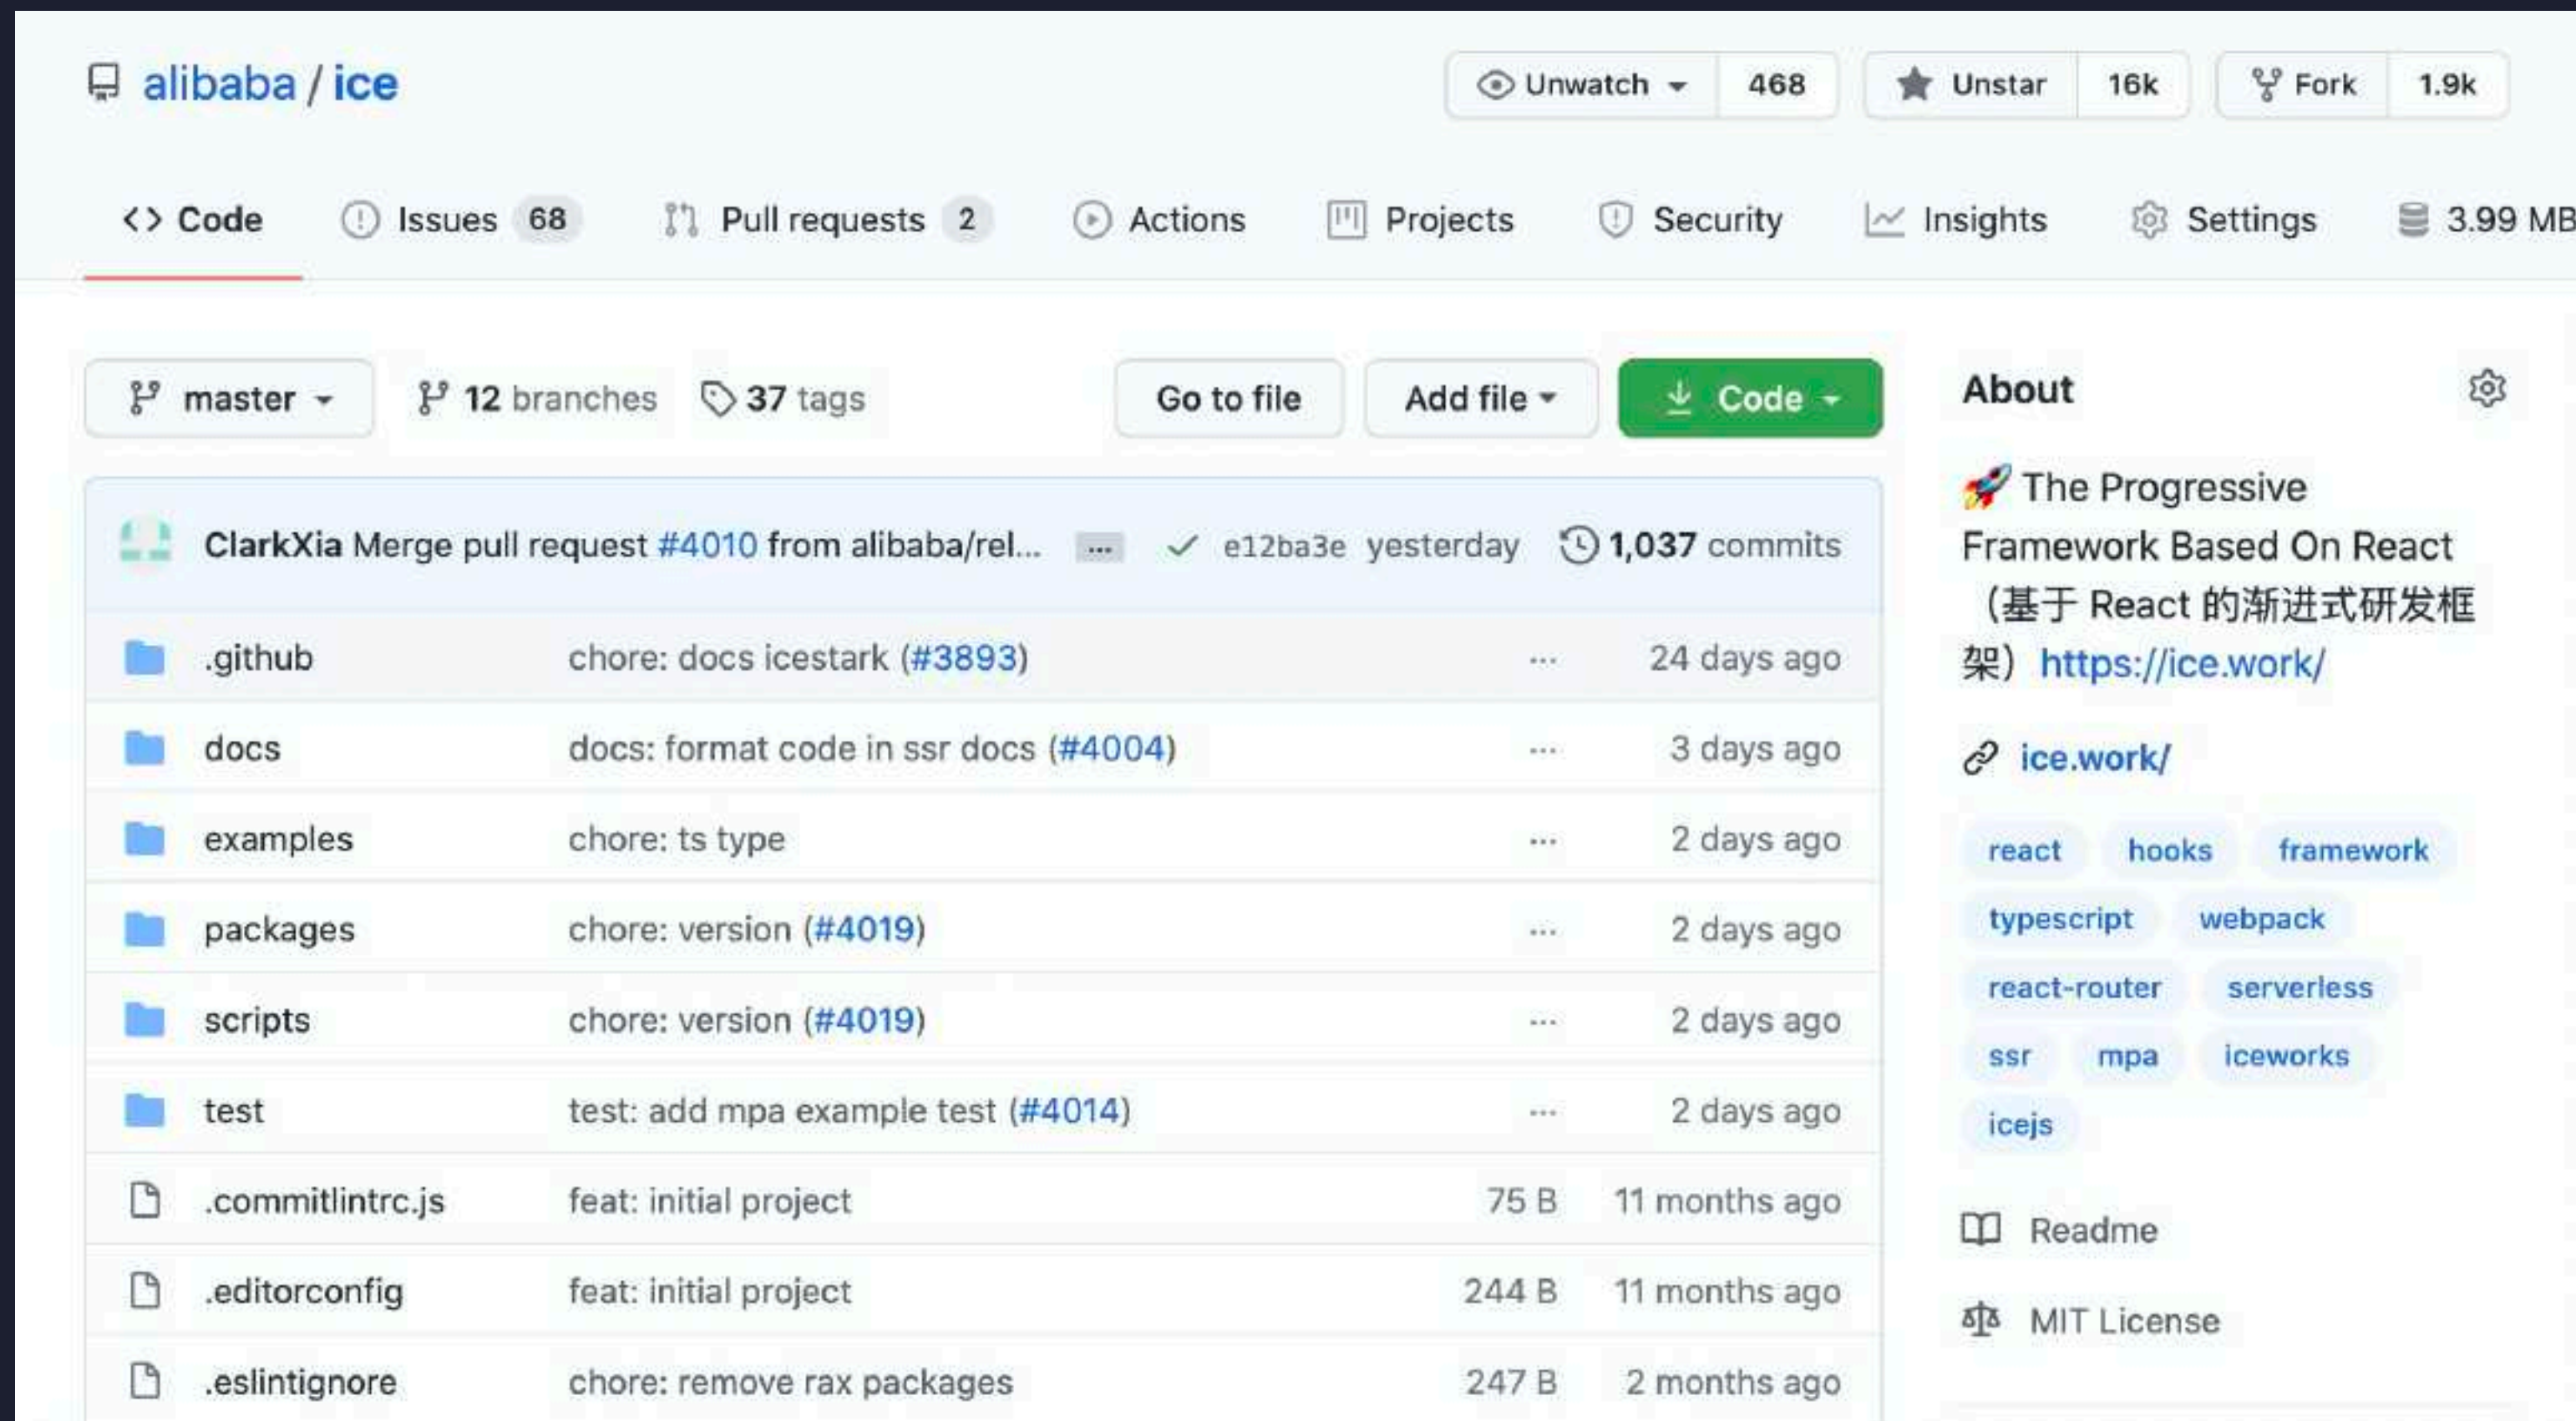 alibaba / ice
Unwatch 468 Unstar 16k Fork 1.9k
Code Issues 68 Pull requests 2 Actions Projects Security Insights Settings 3.99 MB
master 12 branches 37 tags Go to file Add file Code
ClarkXia Merge pull request #4010 from alibaba/rel... ... e12ba3e yesterday 1,037 commits
.github chore: docs icestark (#3893) ... 24 days ago
docs docs: format code in ssr docs (#4004) ... 3 days ago
examples chore: ts type ... 2 days ago
packages chore: version (#4019) ... 2 days ago
scripts chore: version (#4019) ... 2 days ago
test test: add mpa example test (#4014) ... 2 days ago
.commitlintrc.js feat: initial project 75 B 11 months ago
.editorconfig feat: initial project 244 B 11 months ago
.eslintignore chore: remove rax packages 247 B 2 months ago
About
🚀 The Progressive
Framework Based On React
（基于 React 的渐进式研发框
架）https://ice.work/
ice.work/
react hooks framework
typescript webpack
react-router serverless
ssr mpa iceworks
icejs
Readme
MIT License